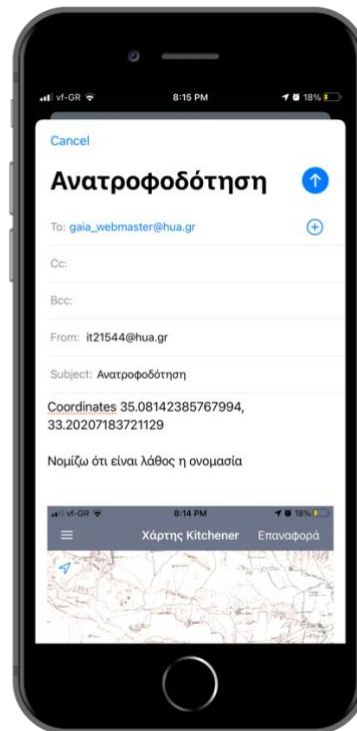 vf-GR 8:15 PM 18%
Cancel
Ανατροφοδότηση
To: gaia_webmaster@hua.gr
Cc:
Bcc:
From: it21544@hua.gr
Subject: Ανατροφοδότηση
Coordinates 35.08142385767994,
33.20207183721129
Νομίζω ότι είναι λάθος η ονομασία
vf-GR 8:14 PM 18%
Χάρτης Kitchener Επαναφορά